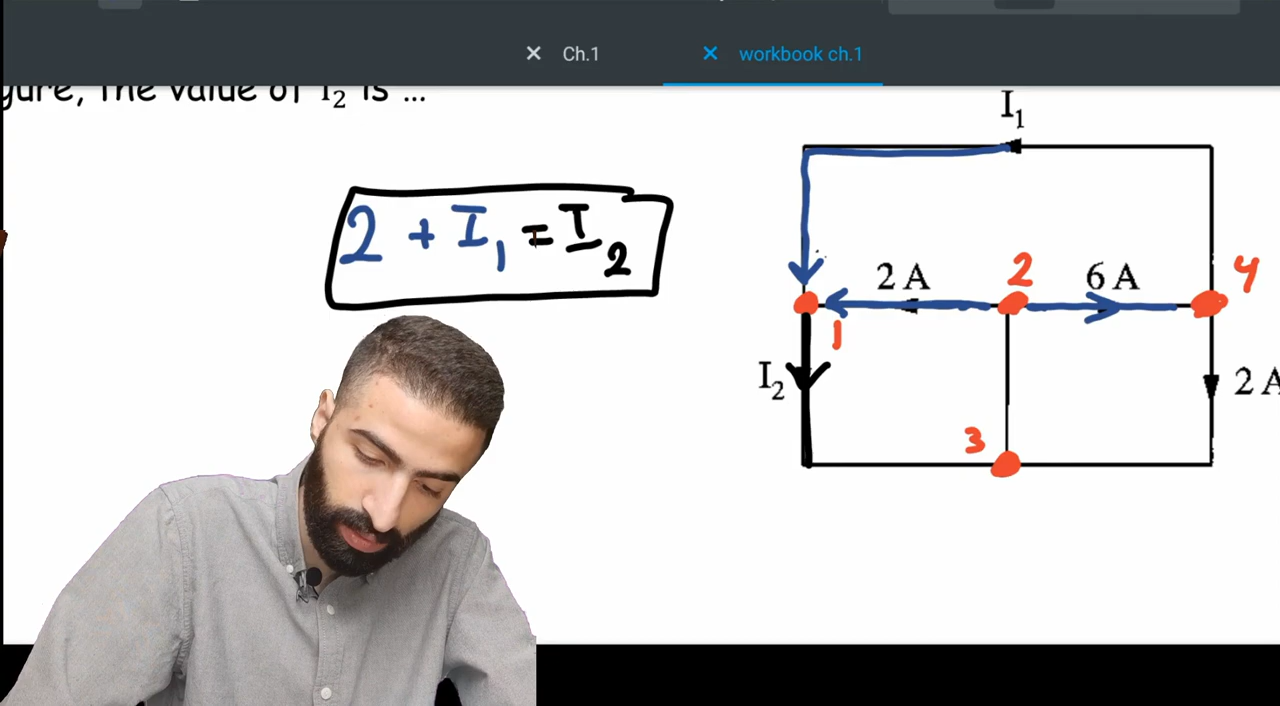 Ch.1
workbook ch.1
gure, The value of I₂ is ...
I₁
2 + I₁ = I₂
2 A
2
6 A
4
1
I₂
2 A
3